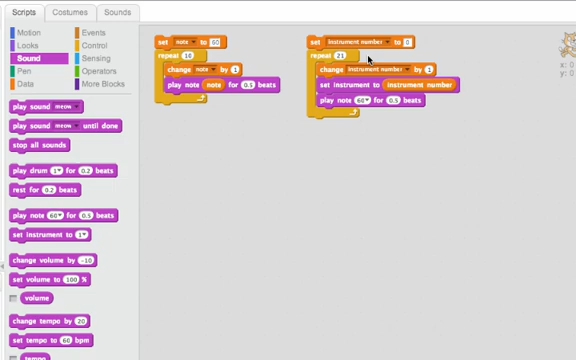 Scripts Costumes Sounds
Motion Events
Looks Control
Sound Sensing
Pen Operators
Data More Blocks
play sound meow
play sound meow until done
stop all sounds
play drum 1 for 0.2 beats
rest for 0.2 beats
play note 60 for 0.5 beats
set instrument to 1
change volume by -10
set volume to 100 %
volume
change tempo by 20
set tempo to 60 bpm
tempo
set note to 60
repeat 10
change note by 1
play note note for 0.5 beats
set instrument number to 0
repeat 21
change instrument number by 1
set instrument to instrument number
play note 60 for 0.5 beats
x: 0
y: 0